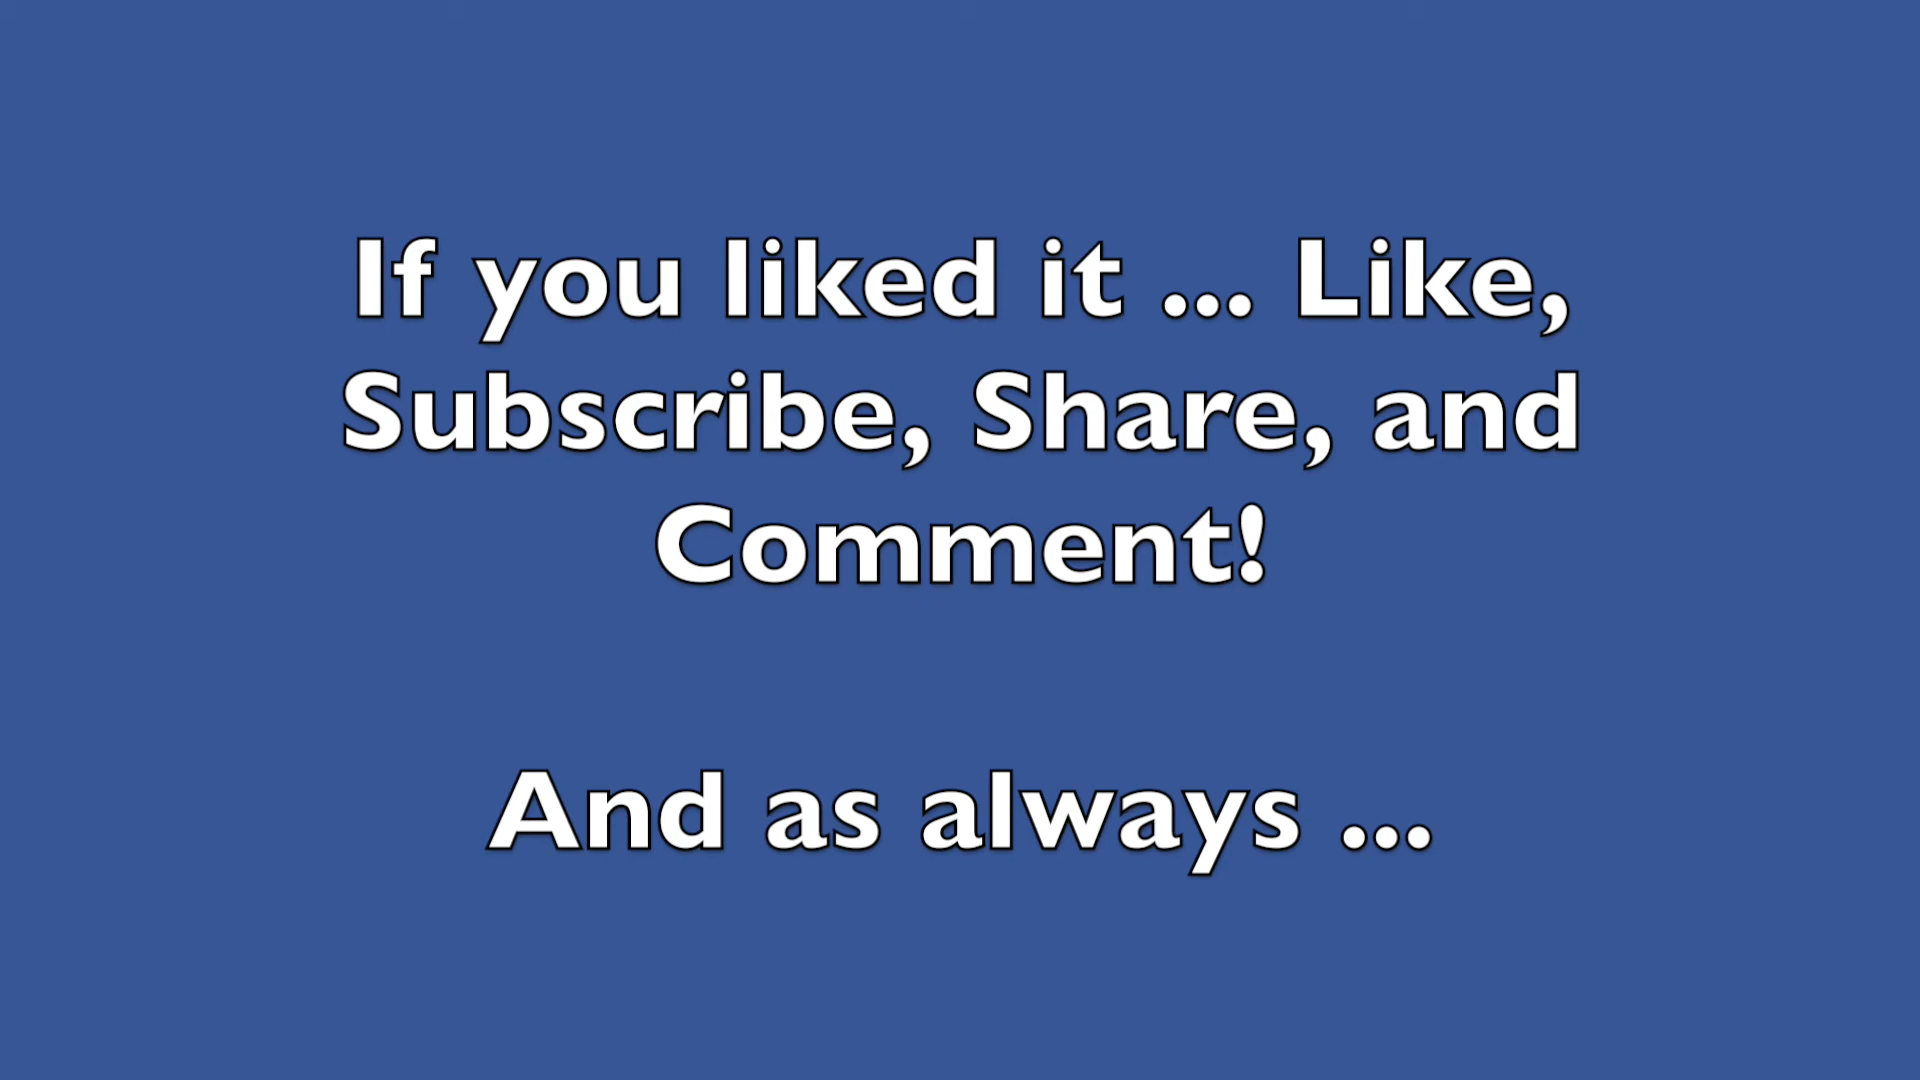 If you liked it ... Like,
Subscribe, Share, and
Comment!
And as always ...